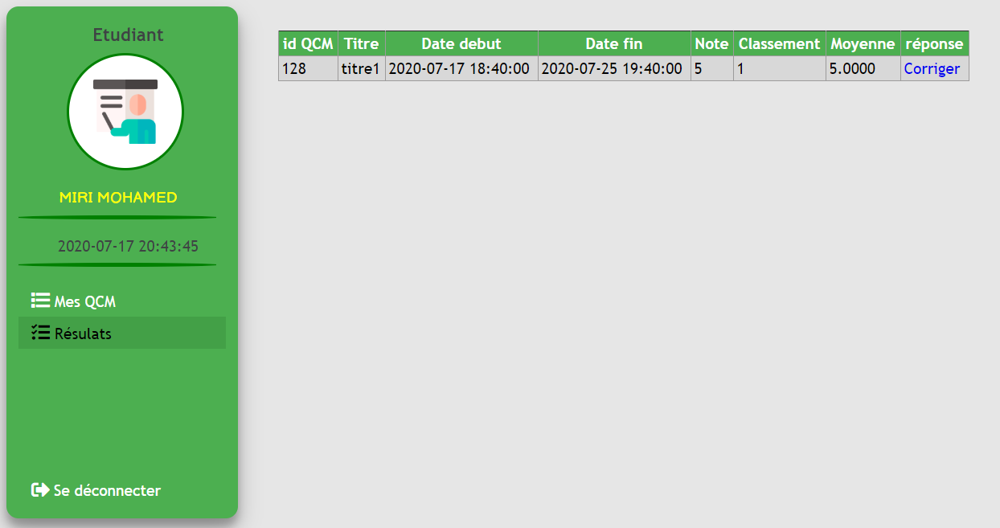 Etudiant
MIRI MOHAMED
2020-07-17 20:43:45
Mes QCM
Résulats
Se déconnecter
id QCM Titre Date debut Date fin Note Classement Moyenne réponse
128 titre1 2020-07-17 18:40:00 2020-07-25 19:40:00 5 1 5.0000 Corriger